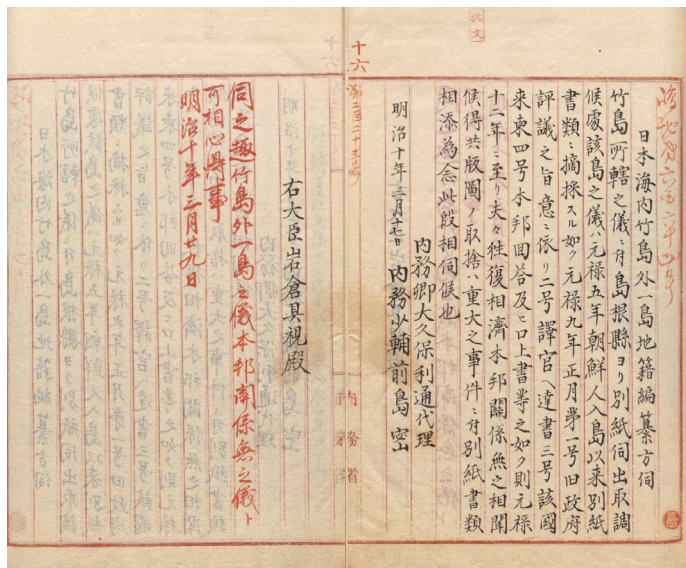 日本海内竹島外一島地籍編纂方伺
竹島所轄之儀ニ付島根縣ヨリ別紙伺出取調
候處該島之儀ハ元禄五年朝鮮人入島以来別紙
書類ニ摘採スル如ク元禄九年正月第一号旧政府
評議之旨意ニ依リ二号譯官ヘ達書三号該國
来柬四号本邦回答及ヒ口上書等之如ク則元禄
十二年ニ至リ夫々往復相濟本邦關係無之相聞
候得共版圖ノ取捨ハ重大之事件ニ付別紙書類
相添為念此段相伺候也
内務卿大久保利通代理
明治十年三月十七日 内務少輔前島密
右大臣岩倉具視殿
伺之趣竹島外一島之儀本邦関係無之儀ト
可相心得事
明治十年三月廿九日
十六
内務省